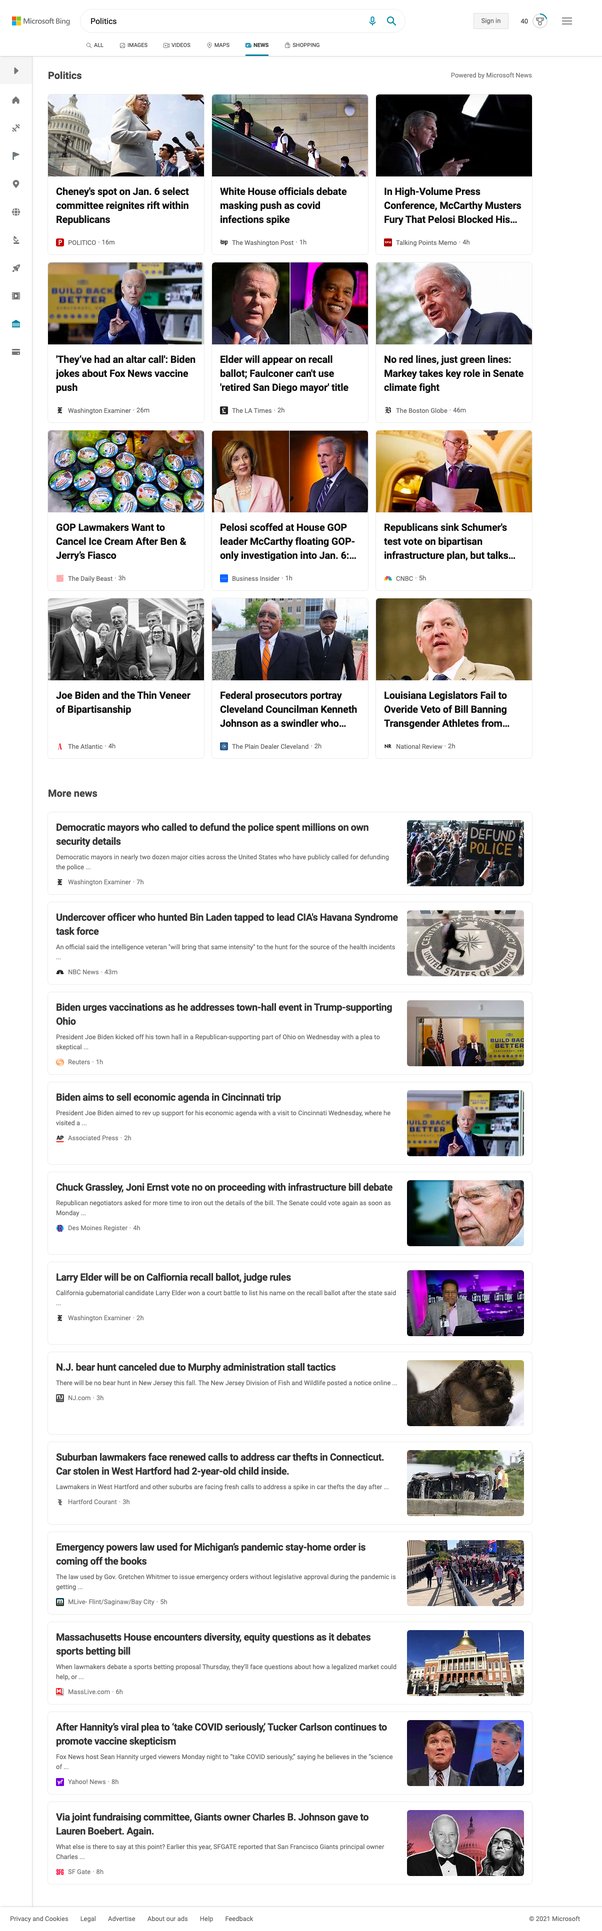 Microsoft Bing
Politics
Sign in
40
ALL
IMAGES
VIDEOS
MAPS
NEWS
SHOPPING
Politics
Powered by Microsoft News
Cheney's spot on Jan. 6 select
committee reignites rift within
Republicans
POLITICO · 16m
White House officials debate
masking push as covid
infections spike
wp The Washington Post · 1h
In High-Volume Press
Conference, McCarthy Musters
Fury That Pelosi Blocked His...
Talking Points Memo · 4h
BUILD BACK
BETTER
'They've had an altar call': Biden
jokes about Fox News vaccine
push
Washington Examiner · 26m
Elder will appear on recall
ballot; Faulconer can't use
'retired San Diego mayor' title
The LA Times · 2h
No red lines, just green lines:
Markey takes key role in Senate
climate fight
The Boston Globe · 46m
GOP Lawmakers Want to
Cancel Ice Cream After Ben &
Jerry's Fiasco
The Daily Beast · 3h
Pelosi scoffed at House GOP
leader McCarthy floating GOP-
only investigation into Jan. 6:...
Business Insider · 1h
Republicans sink Schumer's
test vote on bipartisan
infrastructure plan, but talks...
CNBC · 5h
Joe Biden and the Thin Veneer
of Bipartisanship
The Atlantic · 4h
Federal prosecutors portray
Cleveland Councilman Kenneth
Johnson as a swindler who...
The Plain Dealer Cleveland · 2h
Louisiana Legislators Fail to
Overide Veto of Bill Banning
Transgender Athletes from...
NR National Review · 2h
More news
Democratic mayors who called to defund the police spent millions on own
security details
Democratic mayors in nearly two dozen major cities across the United States who have publicly called for defunding
the police ...
Washington Examiner · 7h
DEFUND
POLICE
Undercover officer who hunted Bin Laden tapped to lead CIA's Havana Syndrome
task force
An official said the intelligence veteran "will bring that same intensity" to the hunt for the source of the health incidents
...
NBC News · 43m
UNITED STATES OF AMERICA
Biden urges vaccinations as he addresses town-hall event in Trump-supporting
Ohio
President Joe Biden kicked off his town hall in a Republican-supporting part of Ohio on Wednesday with a plea to
skeptical ...
Reuters · 1h
BUILD BACK
BETTER
Biden aims to sell economic agenda in Cincinnati trip
President Joe Biden aimed to rev up support for his economic agenda with a visit to Cincinnati Wednesday, where he
visited a ...
AP Associated Press · 2h
BUILD BACK
BETTER
Chuck Grassley, Joni Ernst vote no on proceeding with infrastructure bill debate
Republican negotiators asked for more time to iron out the details of the bill. The Senate could vote again as soon as
Monday ...
Des Moines Register · 4h
Larry Elder will be on Calfiornia recall ballot, judge rules
California gubernatorial candidate Larry Elder won a court battle to list his name on the recall ballot after the state said
...
Washington Examiner · 2h
N.J. bear hunt canceled due to Murphy administration stall tactics
There will be no bear hunt in New Jersey this fall. The New Jersey Division of Fish and Wildlife posted a notice online ...
NJ.com · 3h
Suburban lawmakers face renewed calls to address car thefts in Connecticut.
Car stolen in West Hartford had 2-year-old child inside.
Lawmakers in West Hartford and other suburbs are facing fresh calls to address a spike in car thefts the day after ...
Hartford Courant · 3h
Emergency powers law used for Michigan's pandemic stay-home order is
coming off the books
The law used by Gov. Gretchen Whitmer to issue emergency orders without legislative approval during the pandemic is
getting ...
MLive- Flint/Saginaw/Bay City · 5h
Massachusetts House encounters diversity, equity questions as it debates
sports betting bill
When lawmakers debate a sports betting proposal Thursday, they'll face questions about how a legalized market could
help, or ...
MassLive.com · 6h
After Hannity's viral plea to 'take COVID seriously,' Tucker Carlson continues to
promote vaccine skepticism
Fox News host Sean Hannity urged viewers Monday night to "take COVID seriously," saying he believes in the "science
of ...
Yahoo! News · 8h
Via joint fundraising committee, Giants owner Charles B. Johnson gave to
Lauren Boebert. Again.
What else is there to say at this point? Earlier this year, SFGATE reported that San Francisco Giants principal owner
Charles ...
SF Gate · 8h
Privacy and Cookies
Legal
Advertise
About our ads
Help
Feedback
© 2021 Microsoft